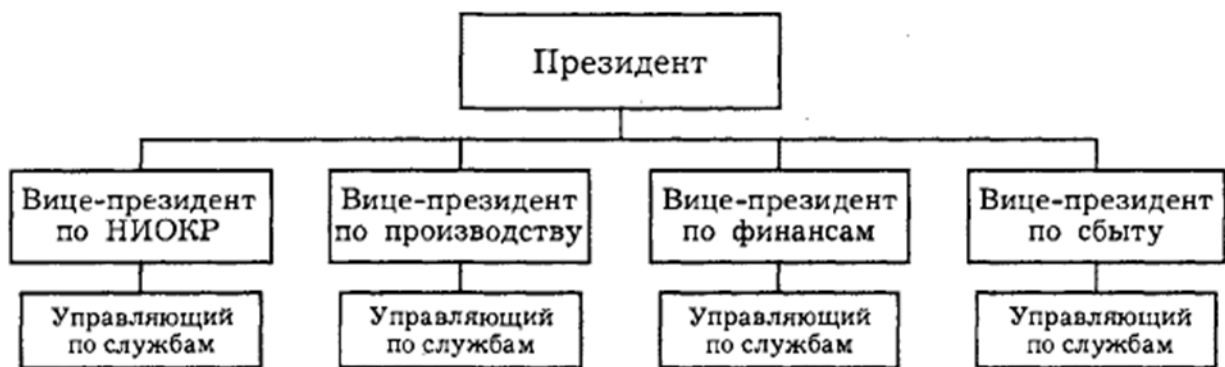 Президент
Вице-президент
по НИОКР
Вице-президент
по производству
Вице-президент
по финансам
Вице-президент
по сбыту
Управляющий
по службам
Управляющий
по службам
Управляющий
по службам
Управляющий
по службам